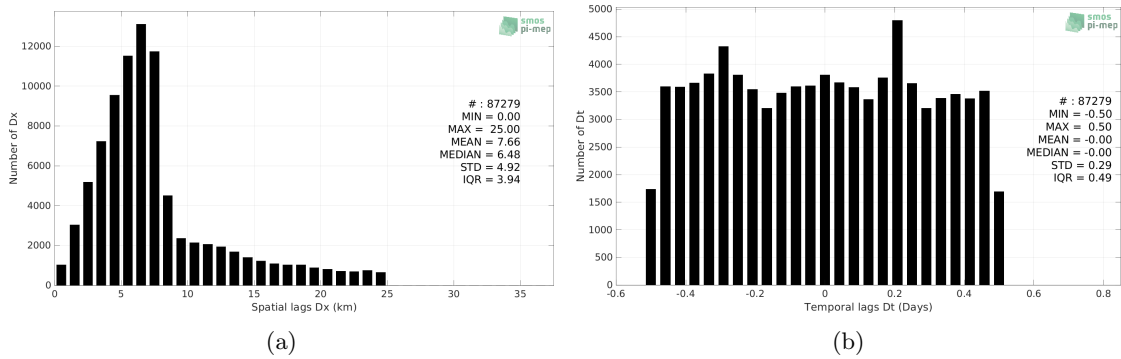 smos
pi-mep
12000
10000
8000
6000
4000
2000
0
Number of Dx
# : 87279
MIN = 0.00
MAX = 25.00
MEAN = 7.66
MEDIAN = 6.48
STD = 4.92
IQR = 3.94
0 5 10 15 20 25 30 35
Spatial lags Dx (km)
(a)
smos
pi-mep
5000
4500
4000
3500
3000
2500
2000
1500
1000
500
0
Number of Dt
# : 87279
MIN = -0.50
MAX = 0.50
MEAN = -0.00
MEDIAN = -0.00
STD = 0.29
IQR = 0.49
-0.6 -0.4 -0.2 0 0.2 0.4 0.6 0.8
Temporal lags Dt (Days)
(b)